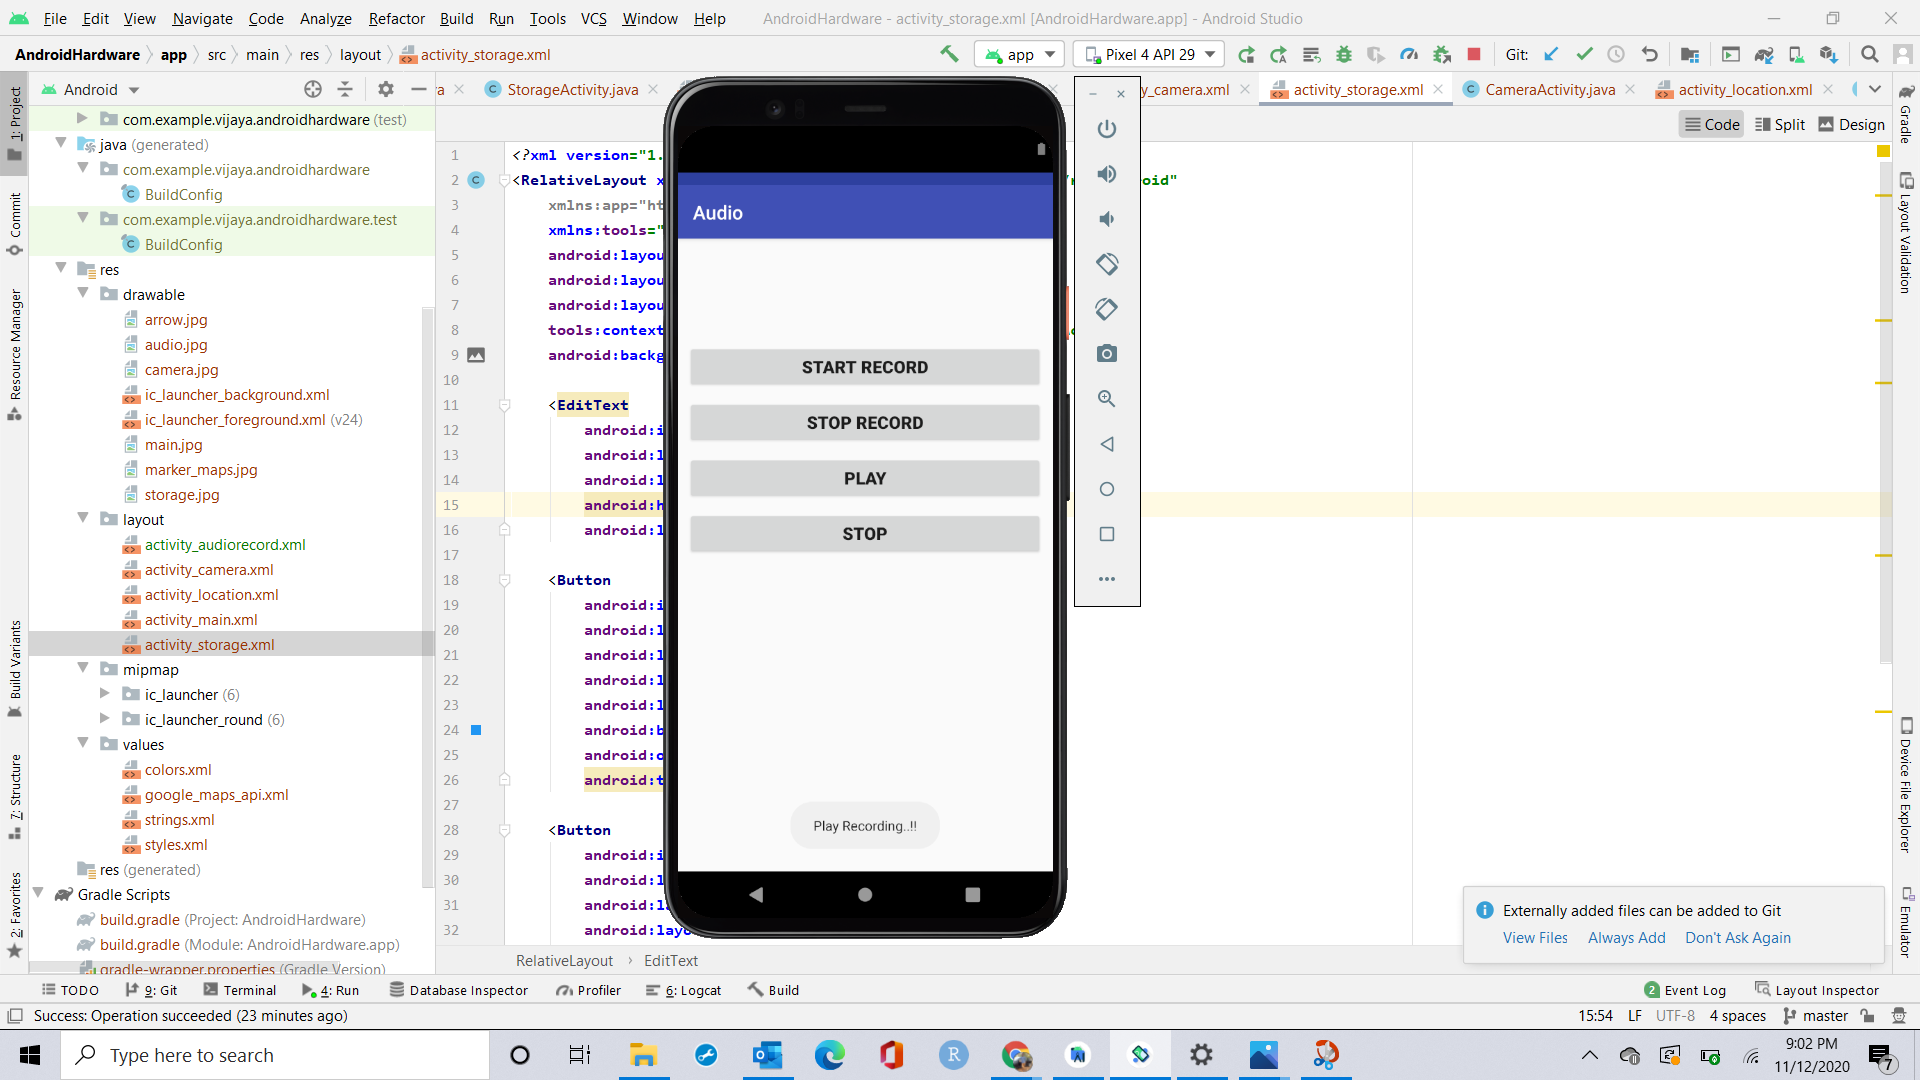 File Edit View Navigate Code Analyze Refactor Build Run Tools VCS Window Help AndroidHardware - activity_storage.xml [AndroidHardware.app] - Android Studio
AndroidHardware app src main res layout activity_storage.xml app Pixel 4 API 29 Git:
Android
StorageActivity.java y_camera.xml activity_storage.xml CameraActivity.java activity_location.xml
Code Split Design
1: Project
Commit
Resource Manager
Build Variants
7: Structure
2: Favorites
com.example.vijaya.androidhardware (test)
java (generated)
com.example.vijaya.androidhardware
BuildConfig
com.example.vijaya.androidhardware.test
BuildConfig
res
drawable
arrow.jpg
audio.jpg
camera.jpg
ic_launcher_background.xml
ic_launcher_foreground.xml (v24)
main.jpg
marker_maps.jpg
storage.jpg
layout
activity_audiorecord.xml
activity_camera.xml
activity_location.xml
activity_main.xml
activity_storage.xml
mipmap
ic_launcher (6)
ic_launcher_round (6)
values
colors.xml
google_maps_api.xml
strings.xml
styles.xml
res (generated)
Gradle Scripts
build.gradle (Project: AndroidHardware)
build.gradle (Module: AndroidHardware.app)
gradle-wrapper.properties (Gradle Version)
1 <?xml version="1.
2 <RelativeLayout x oid"
3 xmlns:app="ht
4 xmlns:tools="
5 android:layou
6 android:layou
7 android:layou
8 tools:context
9 android:backg
10
11 <EditText
12 android:i
13 android:l
14 android:l
15 android:h
16 android:l
17
18 <Button
19 android:i
20 android:l
21 android:l
22 android:l
23 android:l
24 android:b
25 android:o
26 android:t
27
28 <Button
29 android:i
30 android:l
31 android:la
32 android:layo
RelativeLayout EditText
Audio
START RECORD
STOP RECORD
PLAY
STOP
Play Recording..!!
Gradle
Layout Validation
Device File Explorer
Emulator
Externally added files can be added to Git
View Files Always Add Don't Ask Again
TODO 9: Git Terminal 4: Run Database Inspector Profiler 6: Logcat Build 2 Event Log Layout Inspector
Success: Operation succeeded (23 minutes ago) 15:54 LF UTF-8 4 spaces master
Type here to search
9:02 PM
11/12/2020
7